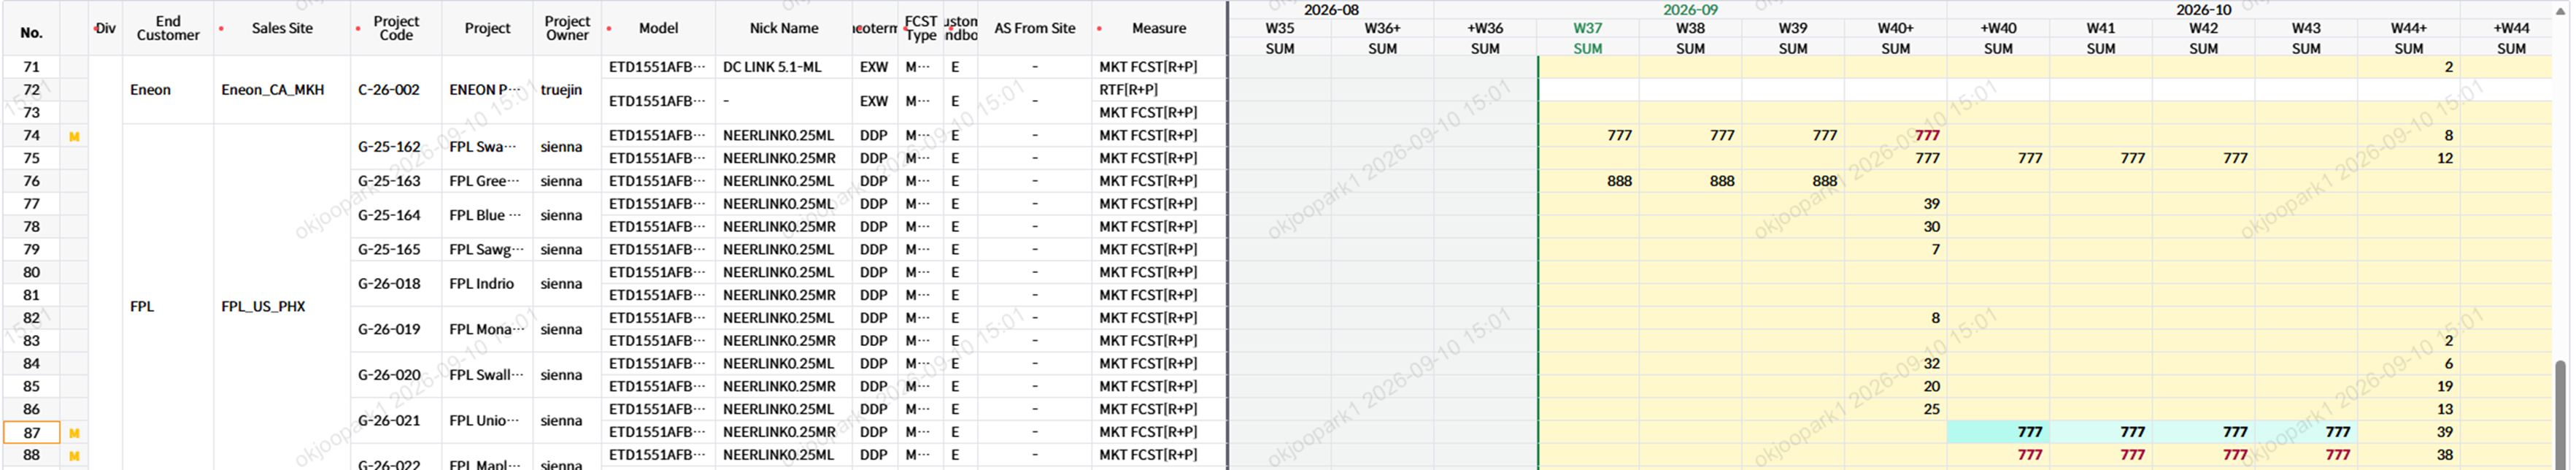 2026-08 2026-09 2026-10
No. Div End Customer Sales Site Project Code Project Project Owner Model Nick Name FCST Type AS From Site Measure W35 W36+ +W36 W37 W38 W39 W40+ +W40 W41 W42 W43 W44+ +W44
SUM SUM SUM SUM SUM SUM SUM SUM SUM SUM SUM SUM SUM
71 ETD1551AFB··· DC LINK 5.1-ML EXW M··· E - MKT FCST[R+P] 2
72 Eneon Eneon_CA_MKH C-26-002 ENEON P··· truejin ETD1551AFB··· - EXW M··· E - RTF[R+P]
73 MKT FCST[R+P]
74 M G-25-162 FPL Swa··· sienna ETD1551AFB··· NEERLINK0.25ML DDP M··· E - MKT FCST[R+P] 777 777 777 777 8
75 ETD1551AFB··· NEERLINK0.25MR DDP M··· E - MKT FCST[R+P] 777 777 777 777 12
76 G-25-163 FPL Gree··· sienna ETD1551AFB··· NEERLINK0.25ML DDP M··· E - MKT FCST[R+P] 888 888 888
77 G-25-164 FPL Blue ··· sienna ETD1551AFB··· NEERLINK0.25ML DDP M··· E - MKT FCST[R+P] 39
78 ETD1551AFB··· NEERLINK0.25MR DDP M··· E - MKT FCST[R+P] 30
79 G-25-165 FPL Sawg··· sienna ETD1551AFB··· NEERLINK0.25ML DDP M··· E - MKT FCST[R+P] 7
80 G-26-018 FPL Indrio sienna ETD1551AFB··· NEERLINK0.25ML DDP M··· E - MKT FCST[R+P]
81 FPL FPL_US_PHX ETD1551AFB··· NEERLINK0.25MR DDP M··· E - MKT FCST[R+P]
82 G-26-019 FPL Mona··· sienna ETD1551AFB··· NEERLINK0.25ML DDP M··· E - MKT FCST[R+P] 8
83 ETD1551AFB··· NEERLINK0.25MR DDP M··· E - MKT FCST[R+P] 2
84 G-26-020 FPL Swall··· sienna ETD1551AFB··· NEERLINK0.25ML DDP M··· E - MKT FCST[R+P] 32 6
85 ETD1551AFB··· NEERLINK0.25MR DDP M··· E - MKT FCST[R+P] 20 19
86 G-26-021 FPL Unio··· sienna ETD1551AFB··· NEERLINK0.25ML DDP M··· E - MKT FCST[R+P] 25 13
87 M ETD1551AFB··· NEERLINK0.25MR DDP M··· E - MKT FCST[R+P] 777 777 777 777 39
88 M G-26-022 FPL Mapl··· sienna ETD1551AFB··· NEERLINK0.25ML DDP M··· E - MKT FCST[R+P] 777 777 777 777 38
okjoopark1 2026-09-10 15:01